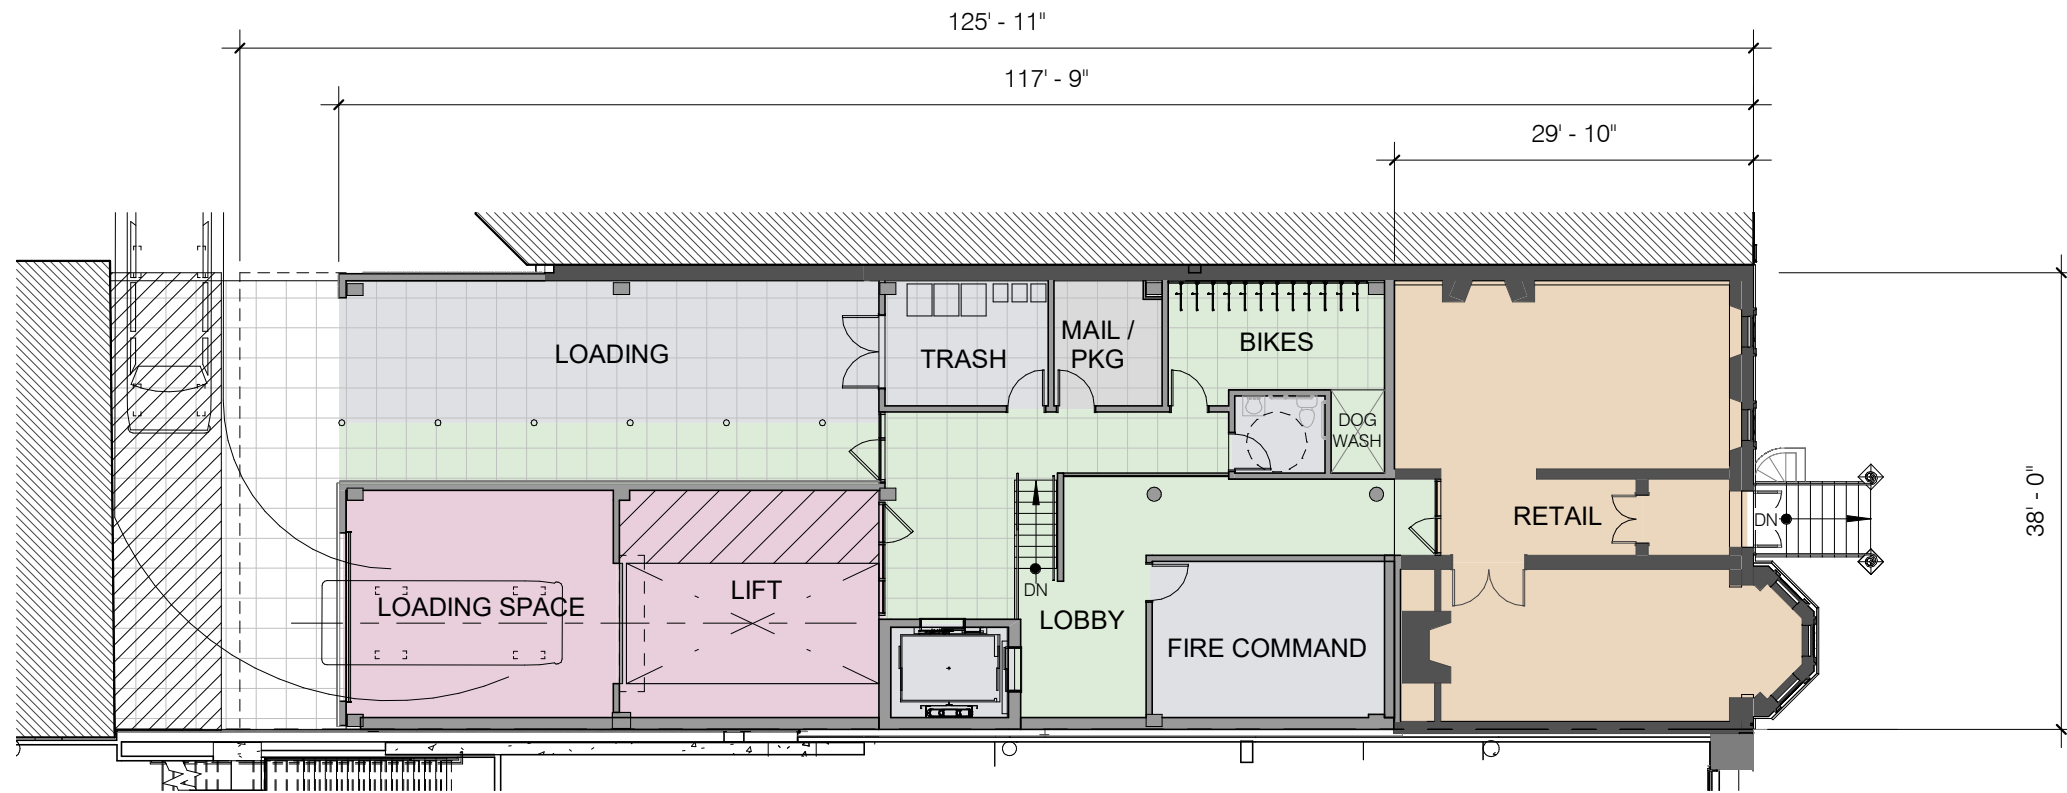 125' - 11"
117' - 9"
29' - 10"
38' - 0"
LOADING
TRASH
MAIL /
PKG
BIKES
DOG
WASH
RETAIL
DN
LOADING SPACE
LIFT
DN
LOBBY
FIRE COMMAND